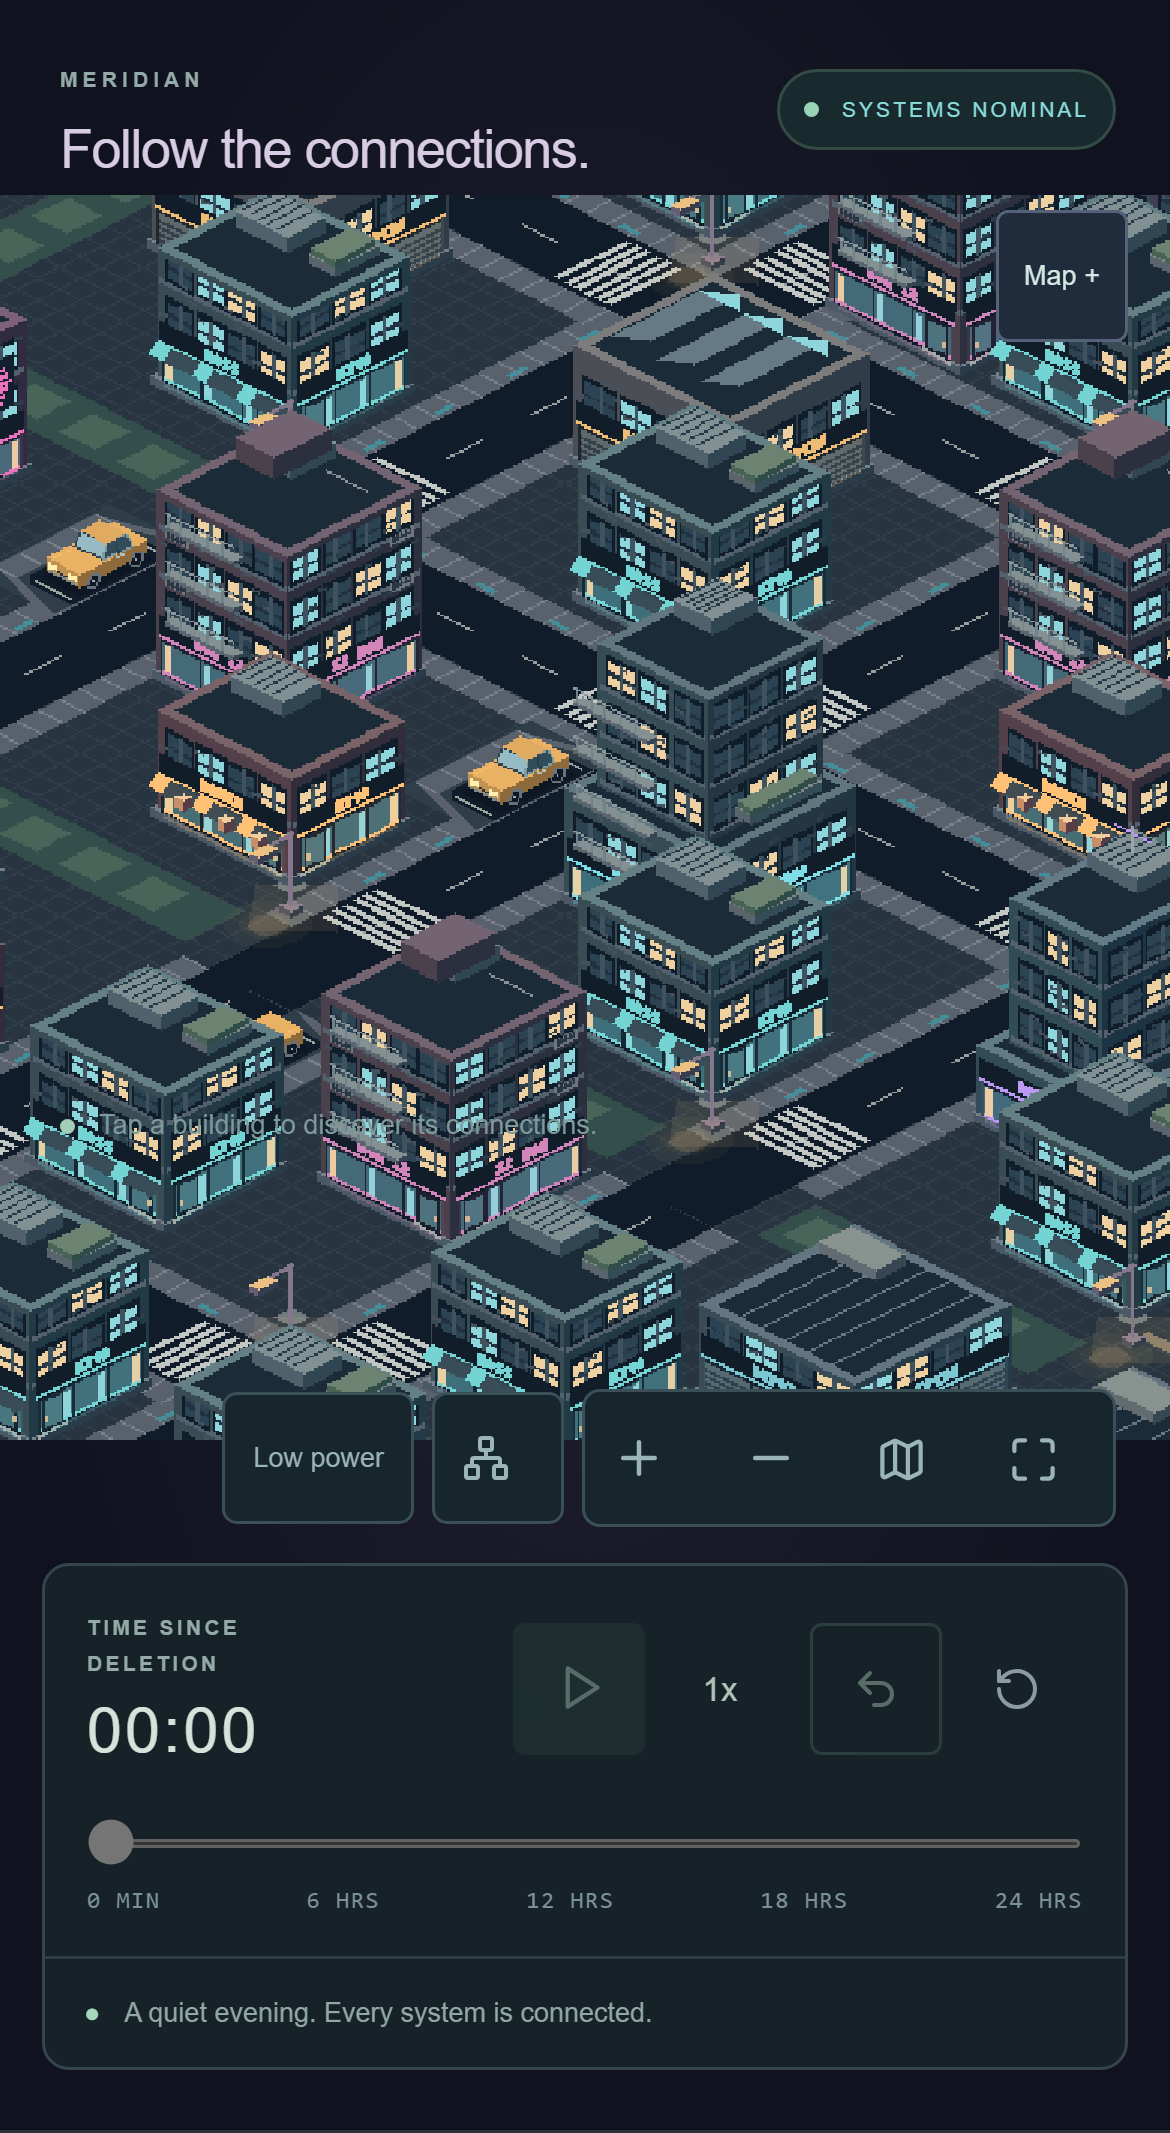 MERIDIAN
Follow the connections.
SYSTEMS NOMINAL
Map +
Tap a building to discover its connections.
Low power
TIME SINCE
DELETION
00:00
1x
0 MIN
6 HRS
12 HRS
18 HRS
24 HRS
A quiet evening. Every system is connected.